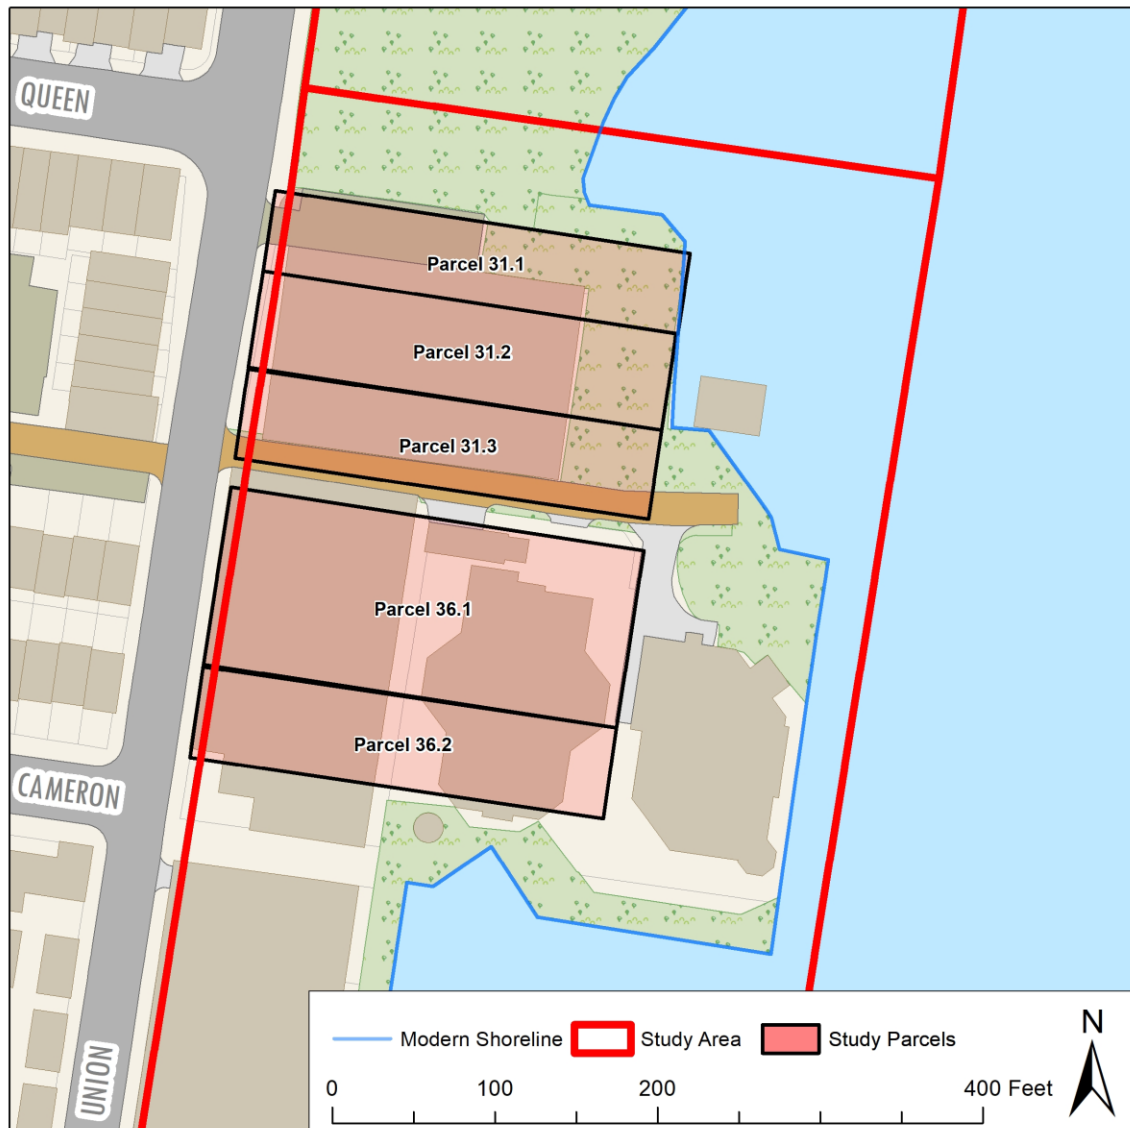 QUEEN
Parcel 31.1
Parcel 31.2
Parcel 31.3
Parcel 36.1
Parcel 36.2
CAMERON
UNION
Modern Shoreline
Study Area
Study Parcels
N
0 100 200 400 Feet